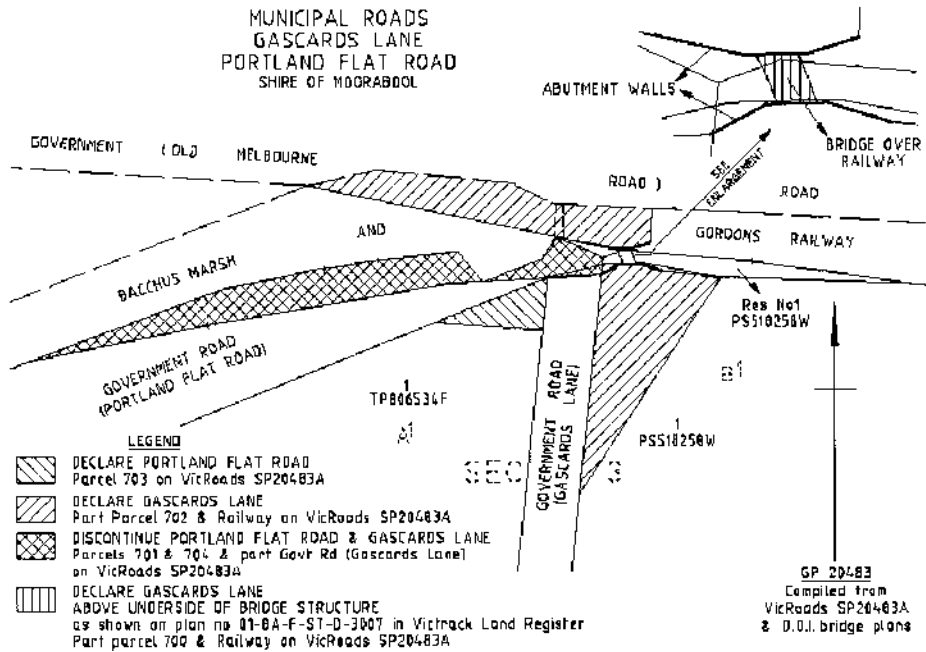 MUNICIPAL ROADS
GASCARDS LANE
PORTLAND FLAT ROAD
SHIRE OF MOORABOOL
ABUTMENT WALLS
BRIDGE OVER
RAILWAY
SEE
ENLARGEMENT
GOVERNMENT (OLD MELBOURNE ROAD) ROAD
BACCHUS MARSH AND GORDONS RAILWAY
Res No1
PS518258W
GOVERNMENT ROAD
(PORTLAND FLAT ROAD)
1
TP806534F
A1
GOVERNMENT ROAD
(GASCARDS LANE)
B1
1
PS518258W
SEC 3
LEGEND
DECLARE PORTLAND FLAT ROAD
Parcel 703 on VicRoads SP20483A
DECLARE GASCARDS LANE
Part Parcel 702 & Railway on VicRoads SP20483A
DISCONTINUE PORTLAND FLAT ROAD & GASCARDS LANE
Parcels 701 & 704 & part Govt Rd (Gascards Lane)
on VicRoads SP20483A
DECLARE GASCARDS LANE
ABOVE UNDERSIDE OF BRIDGE STRUCTURE
as shown on plan no 01-BA-F-ST-D-3007 in Victrack Land Register
Part parcel 700 & Railway on VicRoads SP20483A
GP 20483
Compiled from
VicRoads SP20483A
& D.O.I. bridge plans